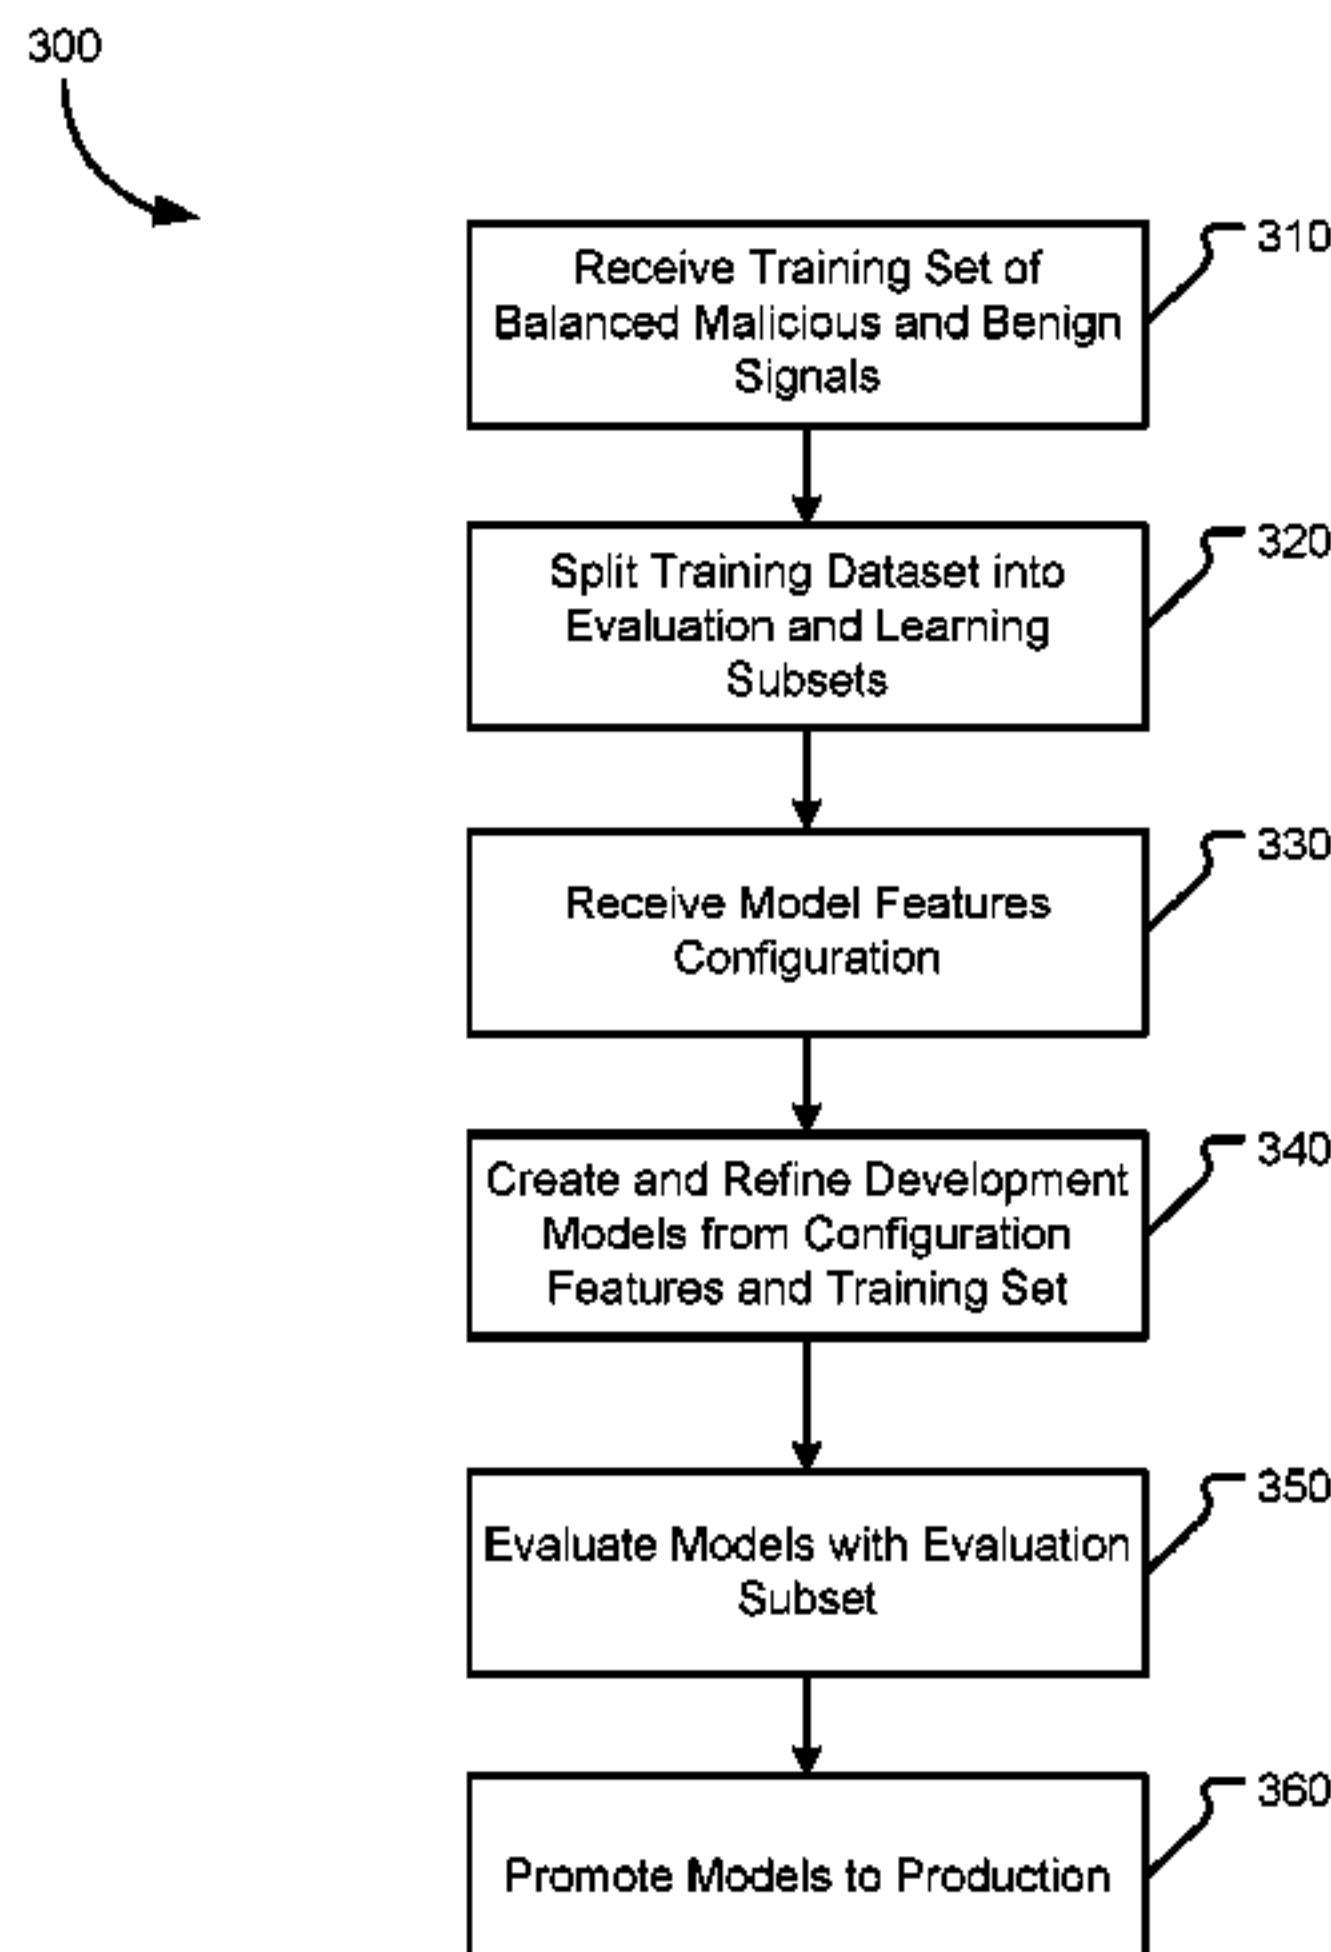 300
310
Receive Training Set of
Balanced Malicious and Benign
Signals
320
Split Training Dataset into
Evaluation and Learning
Subsets
330
Receive Model Features
Configuration
340
Create and Refine Development
Models from Configuration
Features and Training Set
350
Evaluate Models with Evaluation
Subset
360
Promote Models to Production